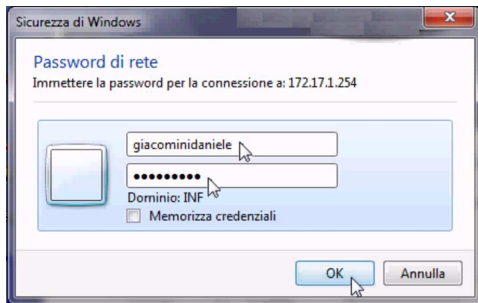 Sicurezza di Windows
Password di rete
Immettere la password per la connessione a: 172.17.1.254
giacominidaniele
•••••••••
Dominio: INF
Memorizza credenziali
OK
Annulla